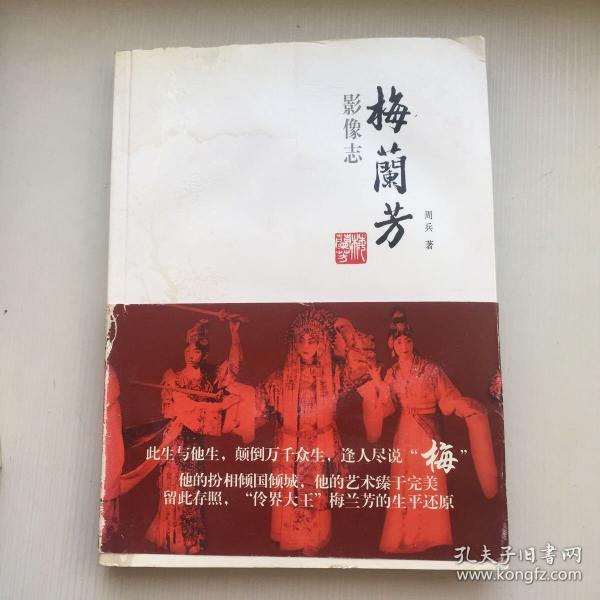 梅蘭芳
影像志
周兵 著
梅蘭芳
此生与他生，颠倒万千众生，逢人尽说“梅”
他的扮相倾国倾城，他的艺术臻于完美
留此存照，“伶界大王”梅兰芳的生平还原
孔夫子旧书网
www.kongfz.com